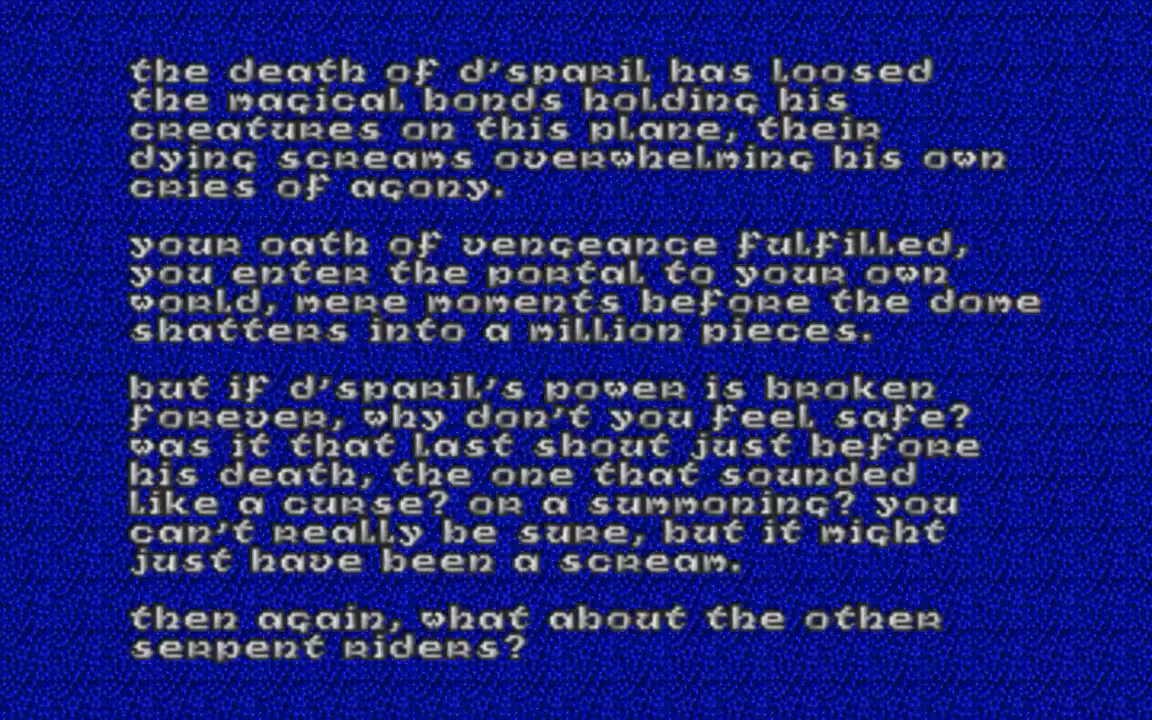 the death of d'sparil has loosed
the magical bonds holding his
creatures on this plane, their
dying screams overwhelming his own
cries of agony.
your oath of vengeance fulfilled,
you enter the portal to your own
world, mere moments before the dome
shatters into a million pieces.
but if d'sparil's power is broken
forever, why don't you feel safe?
was it that last shout just before
his death, the one that sounded
like a curse? or a summoning? you
can't really be sure, but it might
just have been a scream.
then again, what about the other
serpent riders?